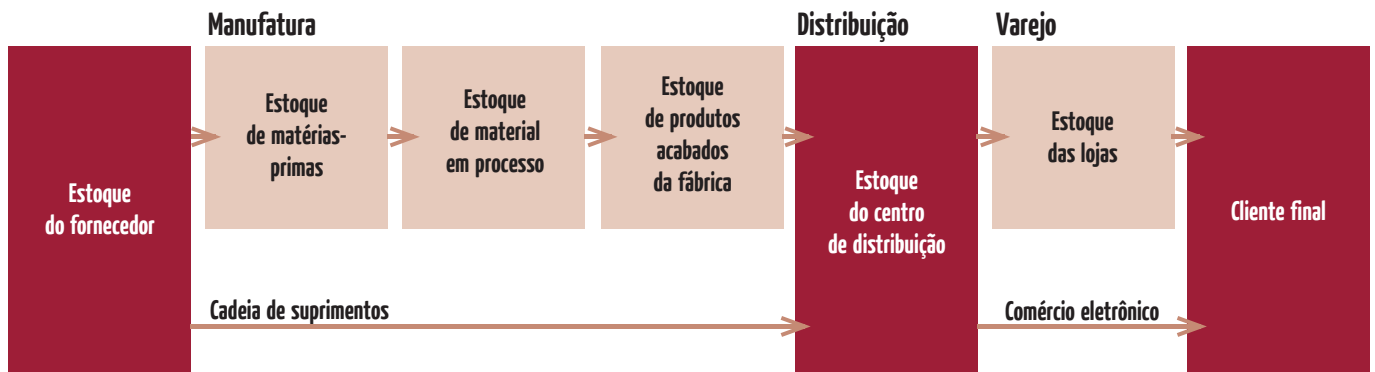 Manufatura
Distribuição
Varejo
Estoque
do fornecedor
Estoque
de matérias-
primas
Estoque
de material
em processo
Estoque
de produtos
acabados
da fábrica
Estoque
do centro
de distribuição
Estoque
das lojas
Cliente final
Cadeia de suprimentos
Comércio eletrônico